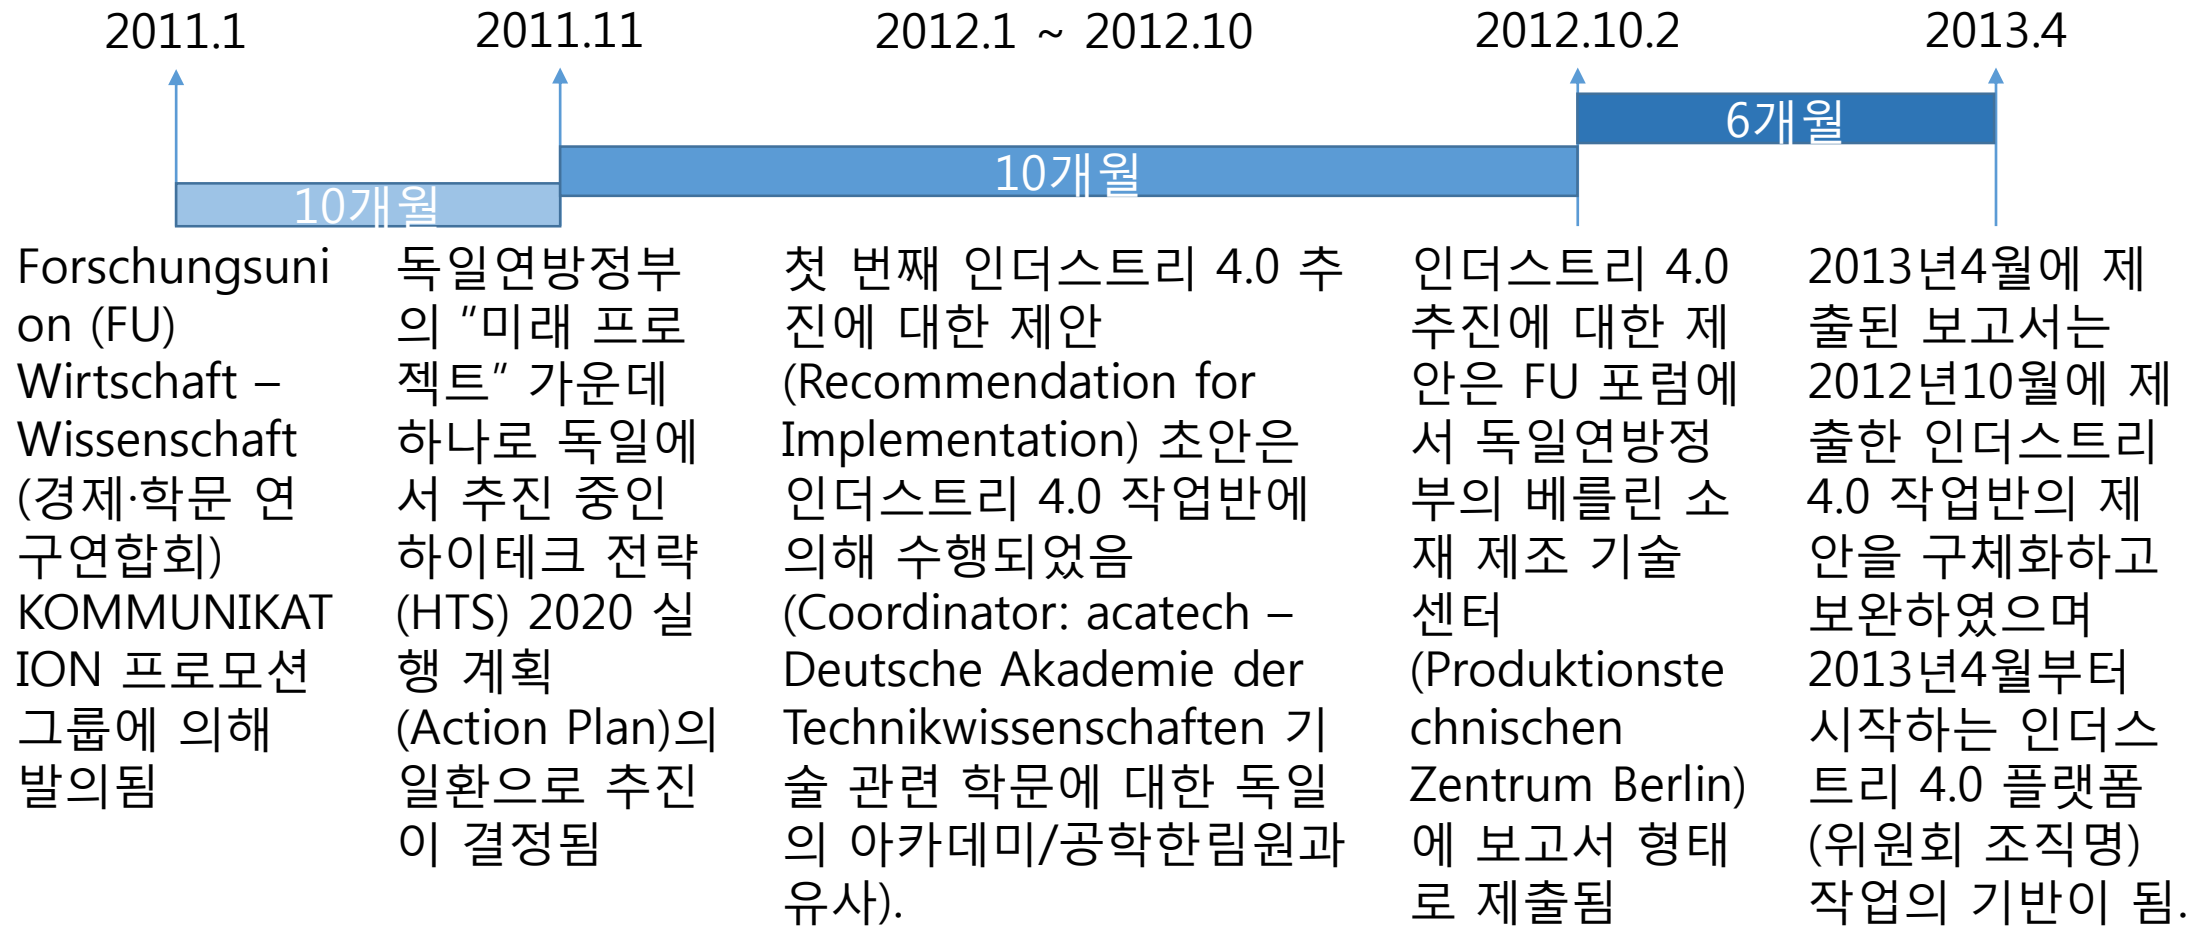 2011.1
2011.11
2012.1 ~ 2012.10
2012.10.2
2013.4
6개월
10개월
10개월
Forschungsuni
on (FU)
Wirtschaft –
Wissenschaft
(경제·학문 연
구연합회)
KOMMUNIKAT
ION 프로모션
그룹에 의해
발의됨
독일연방정부
의 "미래 프로
젝트" 가운데
하나로 독일에
서 추진 중인
하이테크 전략
(HTS) 2020 실
행 계획
(Action Plan)의
일환으로 추진
이 결정됨
첫 번째 인더스트리 4.0 추
진에 대한 제안
(Recommendation for
Implementation) 초안은
인더스트리 4.0 작업반에
의해 수행되었음
(Coordinator: acatech –
Deutsche Akademie der
Technikwissenschaften 기
술 관련 학문에 대한 독일
의 아카데미/공학한림원과
유사).
인더스트리 4.0
추진에 대한 제
안은 FU 포럼에
서 독일연방정
부의 베를린 소
재 제조 기술
센터
(Produktionste
chnischen
Zentrum Berlin)
에 보고서 형태
로 제출됨
2013년4월에 제
출된 보고서는
2012년10월에 제
출한 인더스트리
4.0 작업반의 제
안을 구체화하고
보완하였으며
2013년4월부터
시작하는 인더스
트리 4.0 플랫폼
(위원회 조직명)
작업의 기반이 됨.